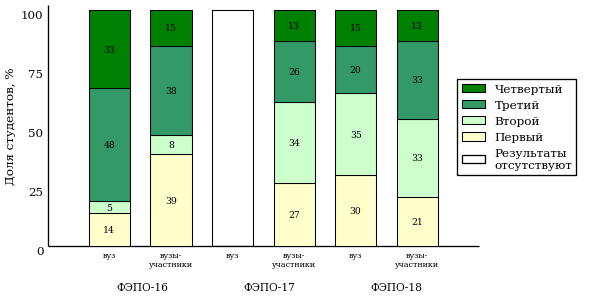 100
75
50
25
0
Доля студентов, %
33
48
5
14
15
38
8
39
13
26
34
27
15
20
35
30
13
33
33
21
вуз
вузы-
участники
вуз
вузы-
участники
вуз
вузы-
участники
ФЭПО-16
ФЭПО-17
ФЭПО-18
Четвертый
Третий
Второй
Первый
Результаты
отсутствуют